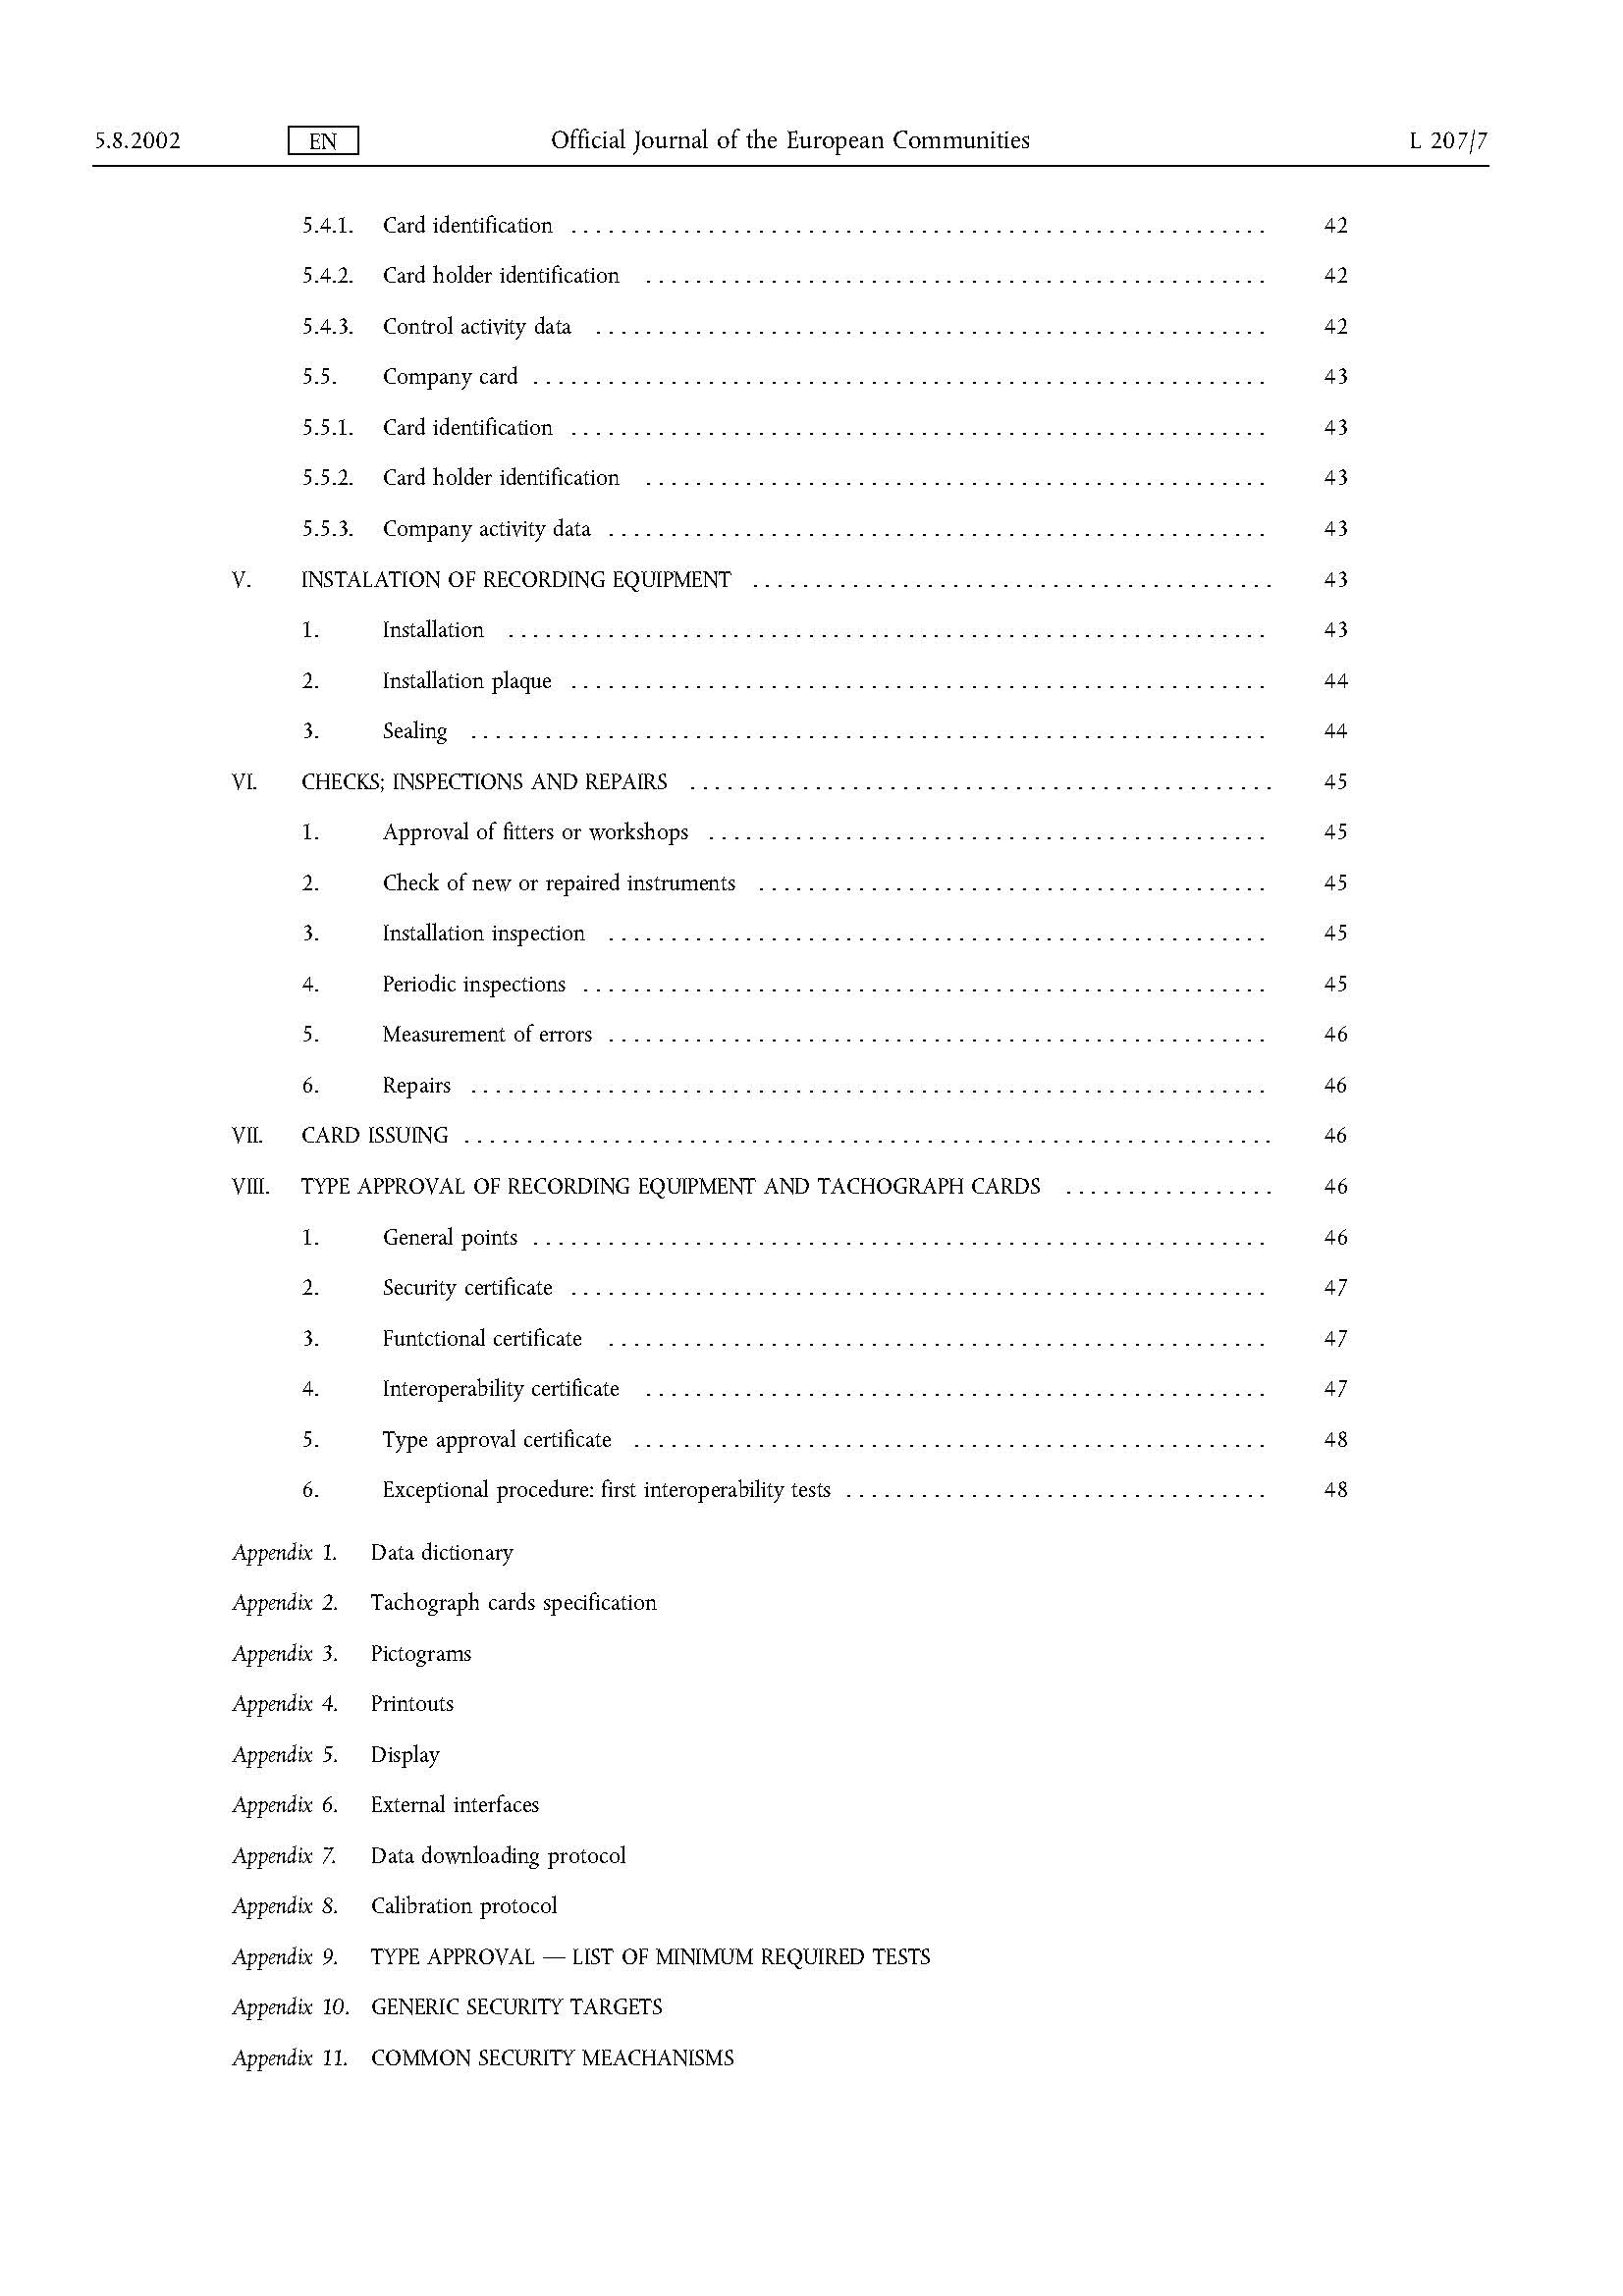 5.8.2002 EN Official Journal of the European Communities L 207/7
5.4.1. Card identification . . . . . . . . . . . . . . . . . . . . 42
5.4.2. Card holder identification . . . . . . . . . . . . . . . . . . . . 42
5.4.3. Control activity data . . . . . . . . . . . . . . . . . . . . 42
5.5. Company card . . . . . . . . . . . . . . . . . . . . 43
5.5.1. Card identification . . . . . . . . . . . . . . . . . . . . 43
5.5.2. Card holder identification . . . . . . . . . . . . . . . . . . . . 43
5.5.3. Company activity data . . . . . . . . . . . . . . . . . . . . 43
V. INSTALATION OF RECORDING EQUIPMENT . . . . . . . . . . . . . . . . . . . . 43
1. Installation . . . . . . . . . . . . . . . . . . . . 43
2. Installation plaque . . . . . . . . . . . . . . . . . . . . 44
3. Sealing . . . . . . . . . . . . . . . . . . . . 44
VI. CHECKS; INSPECTIONS AND REPAIRS . . . . . . . . . . . . . . . . . . . . 45
1. Approval of fitters or workshops . . . . . . . . . . . . . . . . . . . . 45
2. Check of new or repaired instruments . . . . . . . . . . . . . . . . . . . . 45
3. Installation inspection . . . . . . . . . . . . . . . . . . . . 45
4. Periodic inspections . . . . . . . . . . . . . . . . . . . . 45
5. Measurement of errors . . . . . . . . . . . . . . . . . . . . 46
6. Repairs . . . . . . . . . . . . . . . . . . . . 46
VII. CARD ISSUING . . . . . . . . . . . . . . . . . . . . 46
VIII. TYPE APPROVAL OF RECORDING EQUIPMENT AND TACHOGRAPH CARDS . . . . . . . . . . . . . . . . . 46
1. General points . . . . . . . . . . . . . . . . . . . . 46
2. Security certificate . . . . . . . . . . . . . . . . . . . . 47
3. Funtctional certificate . . . . . . . . . . . . . . . . . . . . 47
4. Interoperability certificate . . . . . . . . . . . . . . . . . . . . 47
5. Type approval certificate . . . . . . . . . . . . . . . . . . . . 48
6. Exceptional procedure: first interoperability tests . . . . . . . . . . . . . . . . . . . . 48
Appendix 1. Data dictionary
Appendix 2. Tachograph cards specification
Appendix 3. Pictograms
Appendix 4. Printouts
Appendix 5. Display
Appendix 6. External interfaces
Appendix 7. Data downloading protocol
Appendix 8. Calibration protocol
Appendix 9. TYPE APPROVAL — LIST OF MINIMUM REQUIRED TESTS
Appendix 10. GENERIC SECURITY TARGETS
Appendix 11. COMMON SECURITY MEACHANISMS